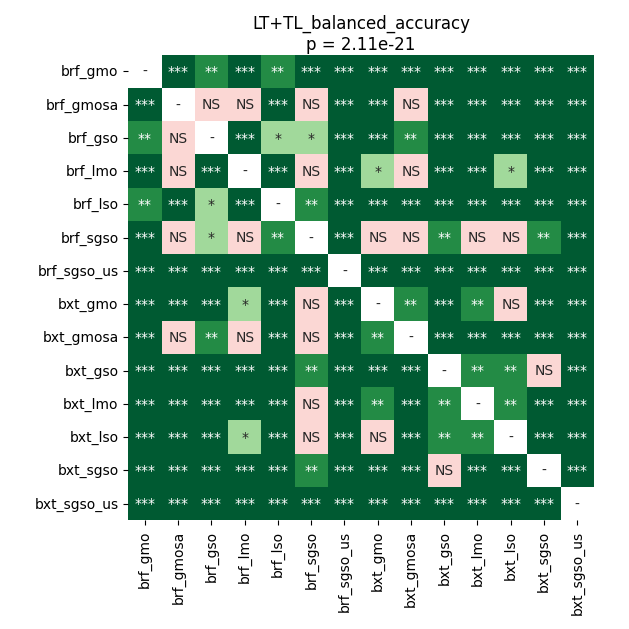 LT+TL_balanced_accuracy
p = 2.11e-21
brf_gmo - *** ** *** ** *** *** *** *** *** *** *** *** ***
brf_gmosa *** - NS NS *** NS *** *** NS *** *** *** *** ***
brf_gso ** NS - *** * * *** *** ** *** *** *** *** ***
brf_lmo *** NS *** - *** NS *** * NS *** *** * *** ***
brf_lso ** *** * *** - ** *** *** *** *** *** *** *** ***
brf_sgso *** NS * NS ** - *** NS NS ** NS NS ** ***
brf_sgso_us *** *** *** *** *** *** - *** *** *** *** *** *** ***
bxt_gmo *** *** *** * *** NS *** - ** *** ** NS *** ***
bxt_gmosa *** NS ** NS *** NS *** ** - *** *** *** *** ***
bxt_gso *** *** *** *** *** ** *** *** *** - ** ** NS ***
bxt_lmo *** *** *** *** *** NS *** ** *** ** - ** *** ***
bxt_lso *** *** *** * *** NS *** NS *** ** ** - *** ***
bxt_sgso *** *** *** *** *** ** *** *** *** NS *** *** - ***
bxt_sgso_us *** *** *** *** *** *** *** *** *** *** *** *** *** -
brf_gmo brf_gmosa brf_gso brf_lmo brf_lso brf_sgso brf_sgso_us bxt_gmo bxt_gmosa bxt_gso bxt_lmo bxt_lso bxt_sgso bxt_sgso_us